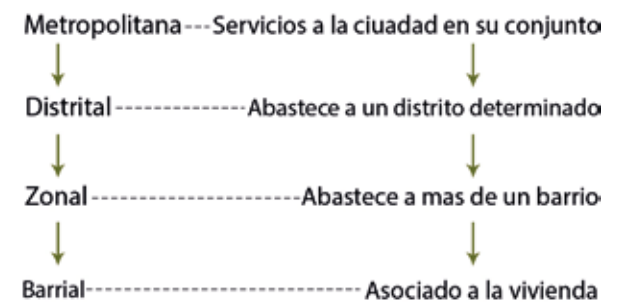 Metropolitana---Servicios a la ciuadad en su conjunto
Distrital-------------Abastece a un distrito determinado
Zonal---------------------Abastece a mas de un barrio
Barrial---------------------------- Asociado a la vivienda